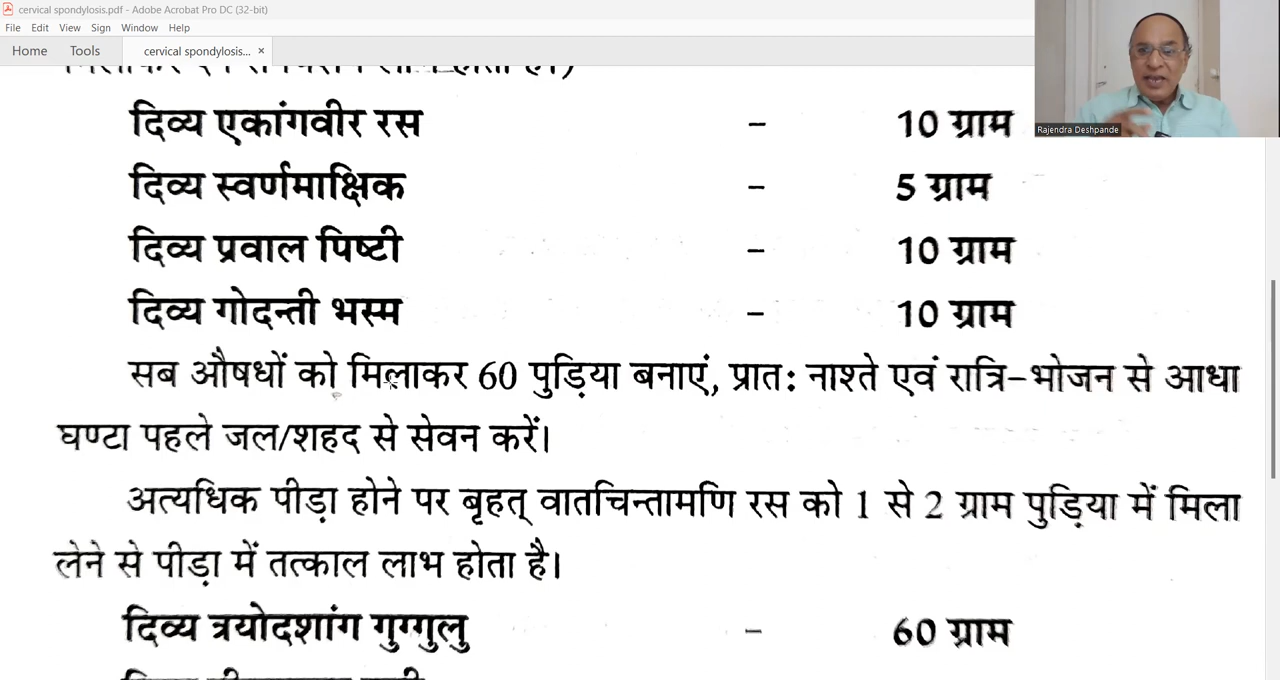 cervical spondylosis.pdf - Adobe Acrobat Pro DC (32-bit)
File Edit View Sign Window Help
Home Tools cervical spondylosis... ×
Rajendra Deshpande
दिव्य एकांगवीर रस – 10 ग्राम
दिव्य स्वर्णमाक्षिक – 5 ग्राम
दिव्य प्रवाल पिष्टी – 10 ग्राम
दिव्य गोदन्ती भस्म – 10 ग्राम
सब औषधों को मिलाकर 60 पुड़िया बनाएं, प्रातः नाश्ते एवं रात्रि-भोजन से आधा
घण्टा पहले जल/शहद से सेवन करें।
अत्यधिक पीड़ा होने पर बृहत् वातचिन्तामणि रस को 1 से 2 ग्राम पुड़िया में मिला
लेने से पीड़ा में तत्काल लाभ होता है।
दिव्य त्रयोदशांग गुग्गुलु – 60 ग्राम